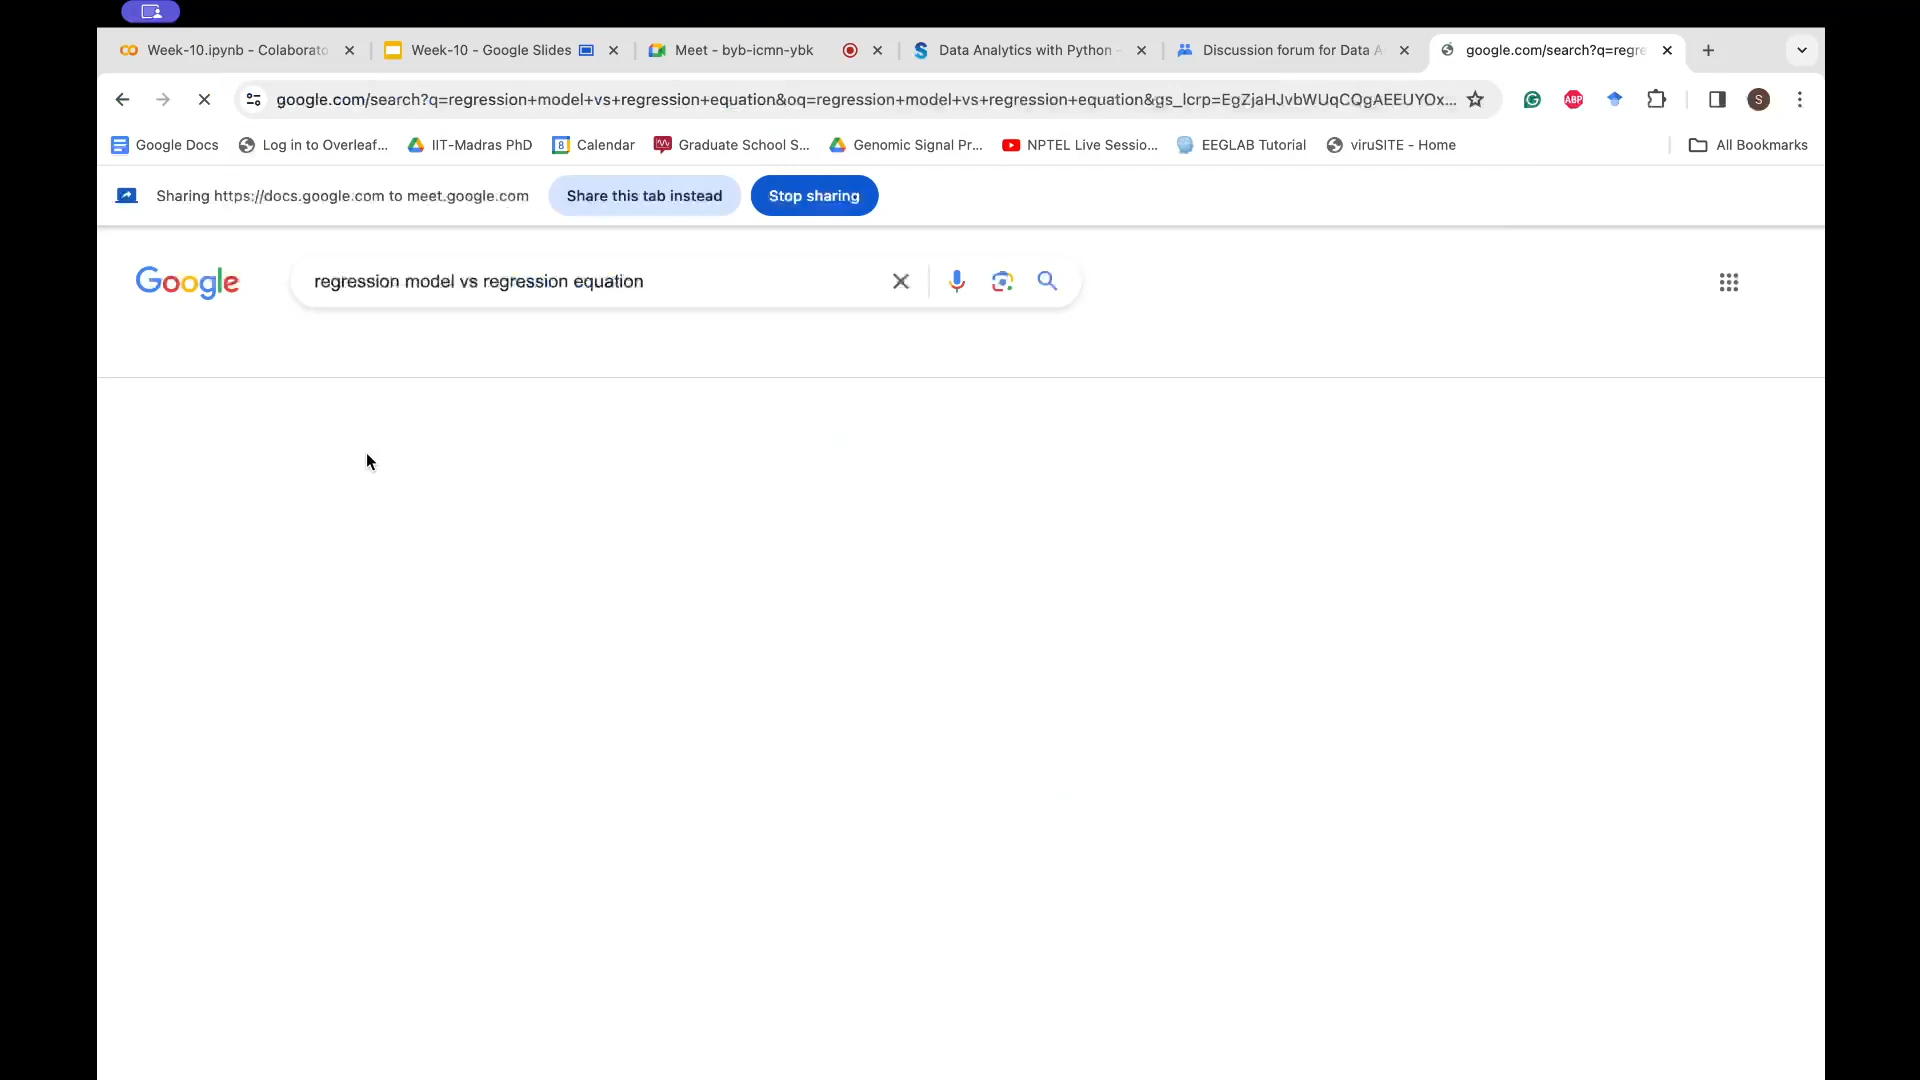 Week-10.ipynb - Colaborato
Week-10 - Google Slides
Meet - byb-icmn-ybk
Data Analytics with Python -
Discussion forum for Data A
google.com/search?q=regre
google.com/search?q=regression+model+vs+regression+equation&oq=regression+model+vs+regression+equation&gs_lcrp=EgZjaHJvbWUqCQgAEEUYOx...
ABP
S
Google Docs
Log in to Overleaf...
IIT-Madras PhD
8
Calendar
Graduate School S...
Genomic Signal Pr...
NPTEL Live Sessio...
EEGLAB Tutorial
viruSITE - Home
All Bookmarks
Sharing https://docs.google.com to meet.google.com
Share this tab instead
Stop sharing
Google
regression model vs regression equation